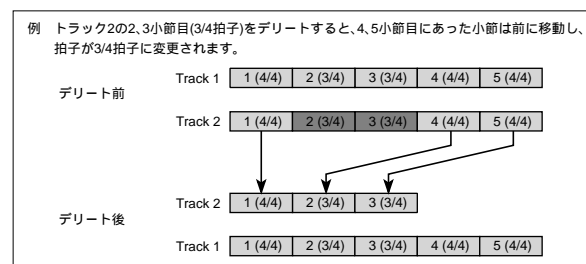 例 トラック2の2、3小節目(3/4拍子)をデリートすると、4、5小節目にあった小節は前に移動し、
拍子が3/4拍子に変更されます。
デリート前
Track 1 1 (4/4) 2 (3/4) 3 (3/4) 4 (4/4) 5 (4/4)
Track 2 1 (4/4) 2 (3/4) 3 (3/4) 4 (4/4) 5 (4/4)
デリート後
Track 2 1 (4/4) 2 (3/4) 3 (3/4)
Track 1 1 (4/4) 2 (3/4) 3 (3/4) 4 (4/4) 5 (4/4)